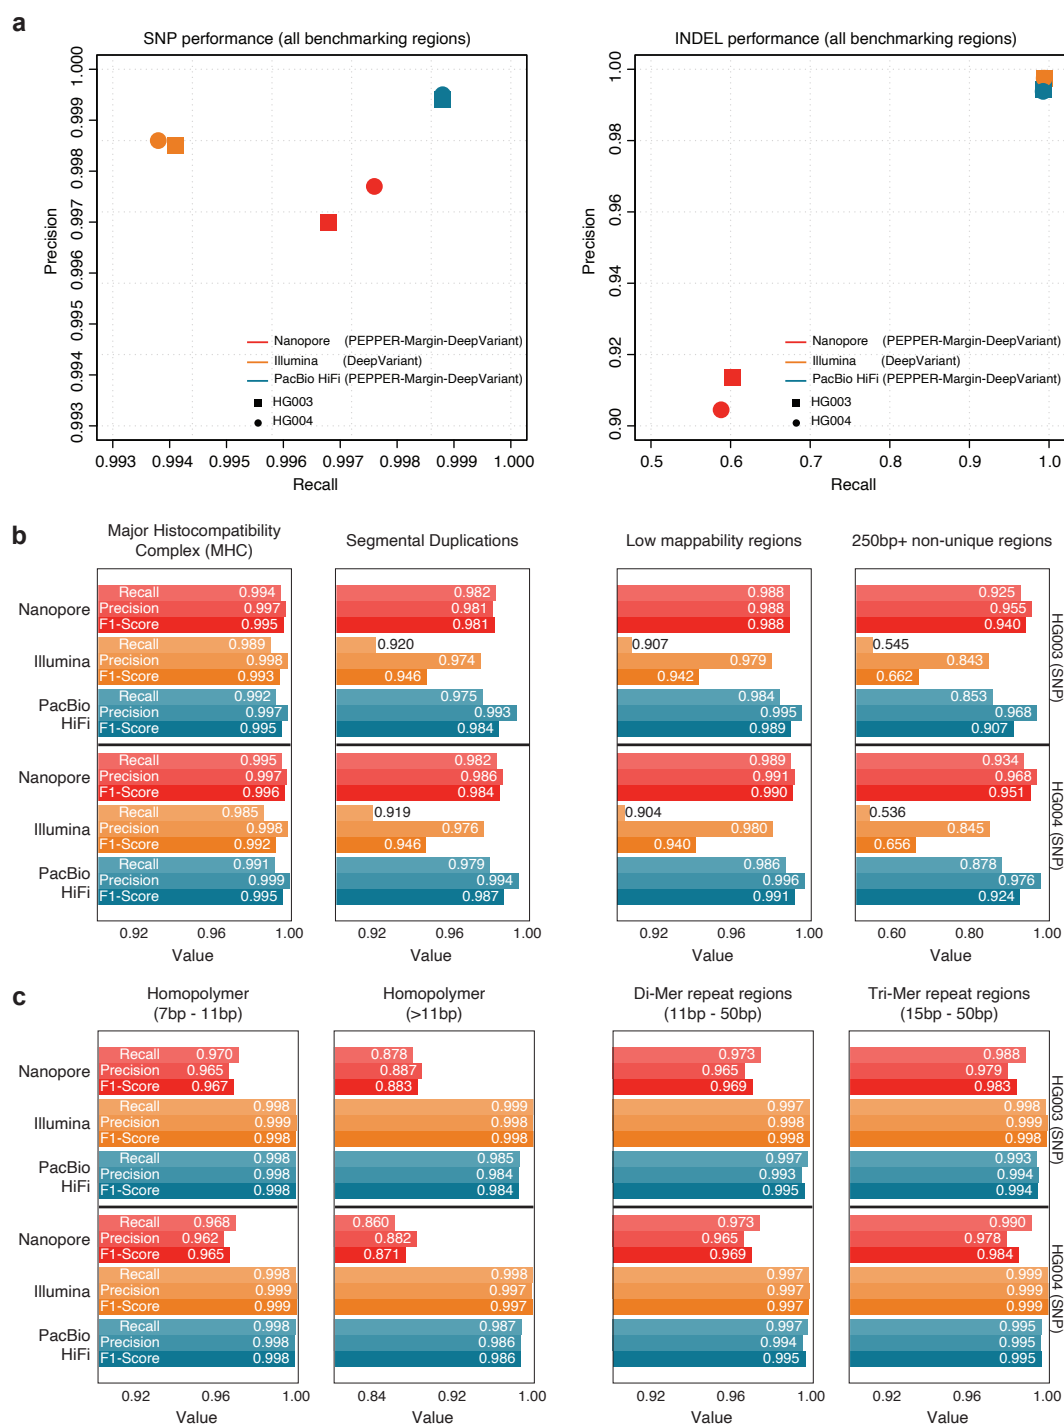 a
SNP performance (all benchmarking regions)
Precision
1.000
0.999
0.998
0.997
0.996
0.995
0.994
0.993
Nanopore (PEPPER-Margin-DeepVariant)
Illumina (DeepVariant)
PacBio HiFi (PEPPER-Margin-DeepVariant)
HG003
HG004
0.993 0.994 0.995 0.996 0.997 0.998 0.999 1.000
Recall
INDEL performance (all benchmarking regions)
Precision
1.00
0.98
0.96
0.94
0.92
0.90
Nanopore (PEPPER-Margin-DeepVariant)
Illumina (DeepVariant)
PacBio HiFi (PEPPER-Margin-DeepVariant)
HG003
HG004
0.5 0.6 0.7 0.8 0.9 1.0
Recall
b
Major Histocompatibility
Complex (MHC)
Nanopore
Recall 0.994
Precision 0.997
F1-Score 0.995
Illumina
Recall 0.989
Precision 0.998
F1-Score 0.993
PacBio
HiFi
Recall 0.992
Precision 0.997
F1-Score 0.995
Nanopore
Recall 0.995
Precision 0.997
F1-Score 0.996
Illumina
Recall 0.985
Precision 0.998
F1-Score 0.992
PacBio
HiFi
Recall 0.991
Precision 0.999
F1-Score 0.995
0.92 0.96 1.00
Value
Segmental Duplications
0.982
0.981
0.981
0.920
0.974
0.946
0.975
0.993
0.984
0.982
0.986
0.984
0.919
0.976
0.946
0.979
0.994
0.987
0.92 0.96 1.00
Value
Low mappability regions
0.988
0.988
0.988
0.907
0.979
0.942
0.984
0.995
0.989
0.989
0.991
0.990
0.904
0.980
0.940
0.986
0.996
0.991
0.92 0.96 1.00
Value
250bp+ non-unique regions
0.925
0.955
0.940
0.545
0.843
0.662
0.853
0.968
0.907
0.934
0.968
0.951
0.536
0.845
0.656
0.878
0.976
0.924
0.60 0.80 1.00
Value
HG003 (SNP)
HG004 (SNP)
c
Homopolymer
(7bp - 11bp)
Nanopore
Recall 0.970
Precision 0.965
F1-Score 0.967
Illumina
Recall 0.998
Precision 0.999
F1-Score 0.998
PacBio
HiFi
Recall 0.998
Precision 0.998
F1-Score 0.998
Nanopore
Recall 0.968
Precision 0.962
F1-Score 0.965
Illumina
Recall 0.998
Precision 0.999
F1-Score 0.999
PacBio
HiFi
Recall 0.998
Precision 0.998
F1-Score 0.998
0.92 0.96 1.00
Value
Homopolymer
(>11bp)
0.878
0.887
0.883
0.999
0.998
0.998
0.985
0.984
0.984
0.860
0.882
0.871
0.998
0.997
0.997
0.987
0.986
0.986
0.84 0.92 1.00
Value
Di-Mer repeat regions
(11bp - 50bp)
0.973
0.965
0.969
0.997
0.998
0.998
0.997
0.993
0.995
0.973
0.965
0.969
0.997
0.997
0.997
0.997
0.994
0.995
0.92 0.96 1.00
Value
Tri-Mer repeat regions
(15bp - 50bp)
0.988
0.979
0.983
0.998
0.999
0.998
0.993
0.994
0.994
0.990
0.978
0.984
0.999
0.999
0.999
0.995
0.995
0.995
0.92 0.96 1.00
Value
HG003 (SNP)
HG004 (SNP)